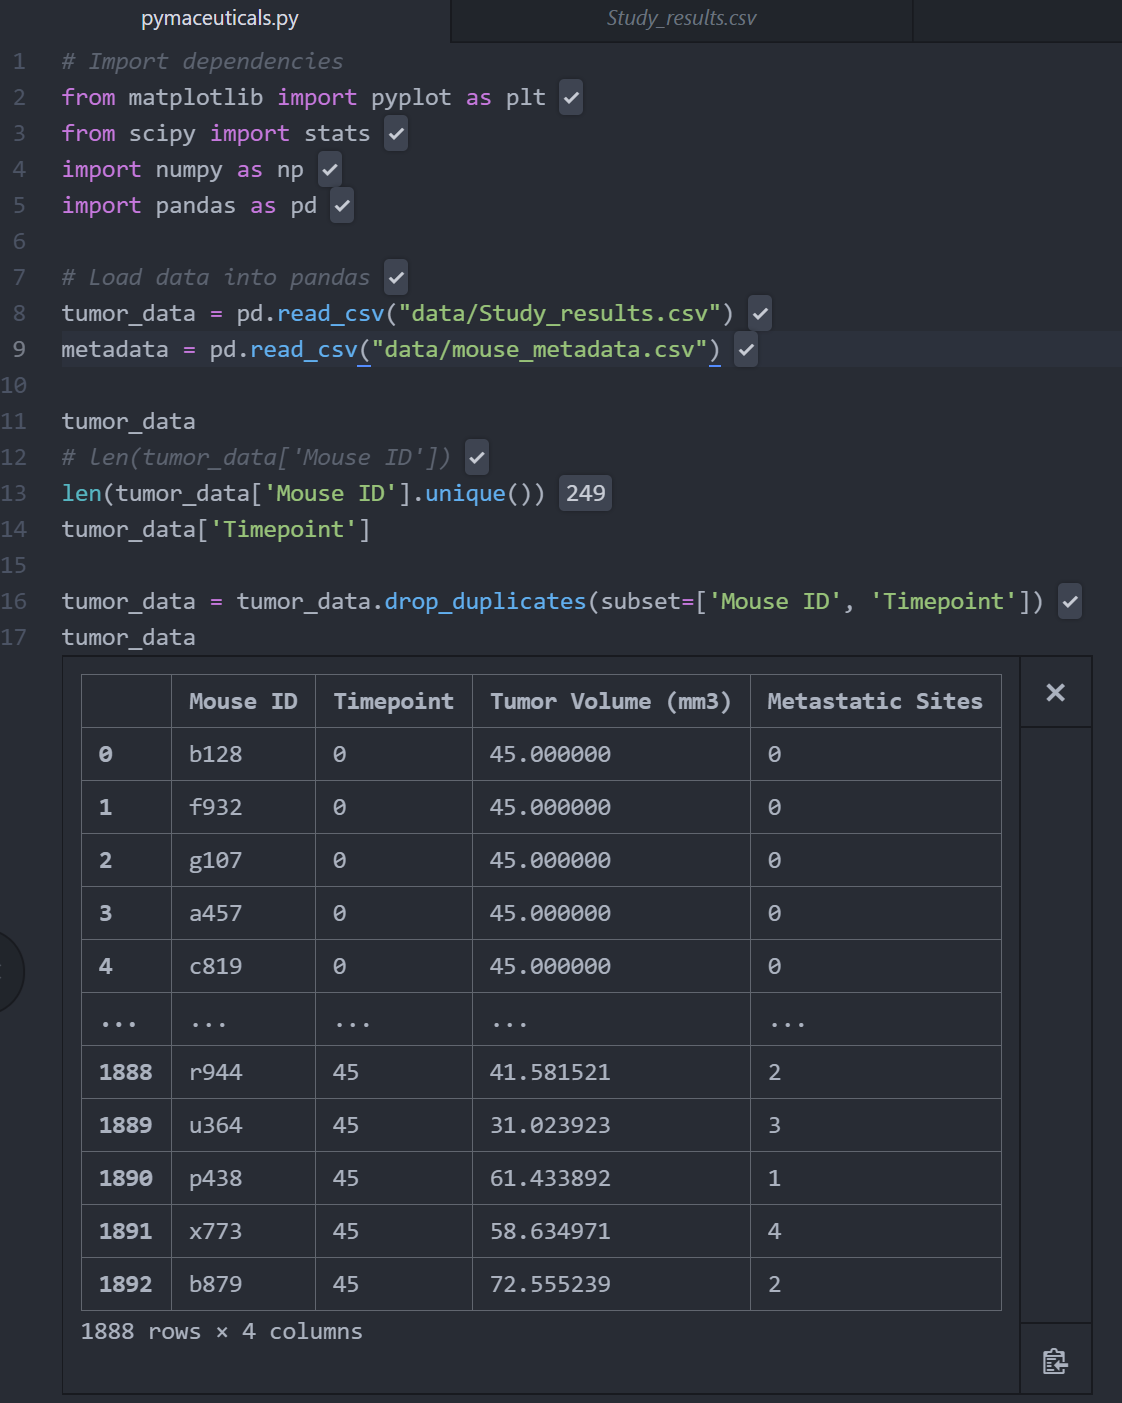 pymaceuticals.py Study_results.csv
1 # Import dependencies
2 from matplotlib import pyplot as plt
3 from scipy import stats
4 import numpy as np
5 import pandas as pd
6
7 # Load data into pandas
8 tumor_data = pd.read_csv("data/Study_results.csv")
9 metadata = pd.read_csv("data/mouse_metadata.csv")
10
11 tumor_data
12 # len(tumor_data['Mouse ID'])
13 len(tumor_data['Mouse ID'].unique()) 249
14 tumor_data['Timepoint']
15
16 tumor_data = tumor_data.drop_duplicates(subset=['Mouse ID', 'Timepoint'])
17 tumor_data
Mouse ID Timepoint Tumor Volume (mm3) Metastatic Sites
0 b128 0 45.000000 0
1 f932 0 45.000000 0
2 g107 0 45.000000 0
3 a457 0 45.000000 0
4 c819 0 45.000000 0
... ... ... ... ...
1888 r944 45 41.581521 2
1889 u364 45 31.023923 3
1890 p438 45 61.433892 1
1891 x773 45 58.634971 4
1892 b879 45 72.555239 2
1888 rows × 4 columns